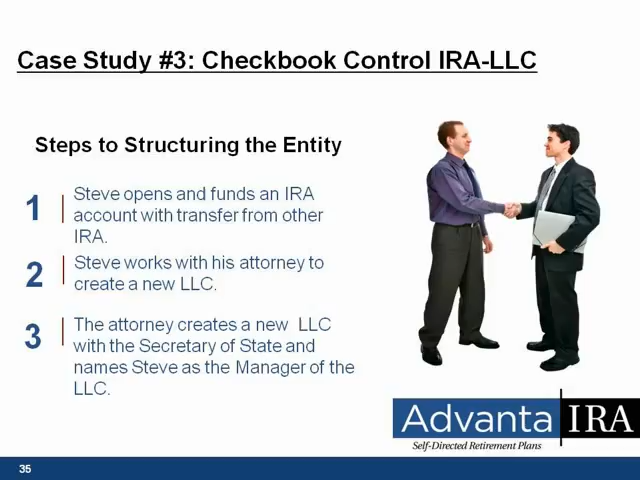 Case Study #3: Checkbook Control IRA-LLC
Steps to Structuring the Entity
1
Steve opens and funds an IRA
account with transfer from other
IRA.
2
Steve works with his attorney to
create a new LLC.
3
The attorney creates a new LLC
with the Secretary of State and
names Steve as the Manager of the
LLC.
Advanta IRA
Self-Directed Retirement Plans
35